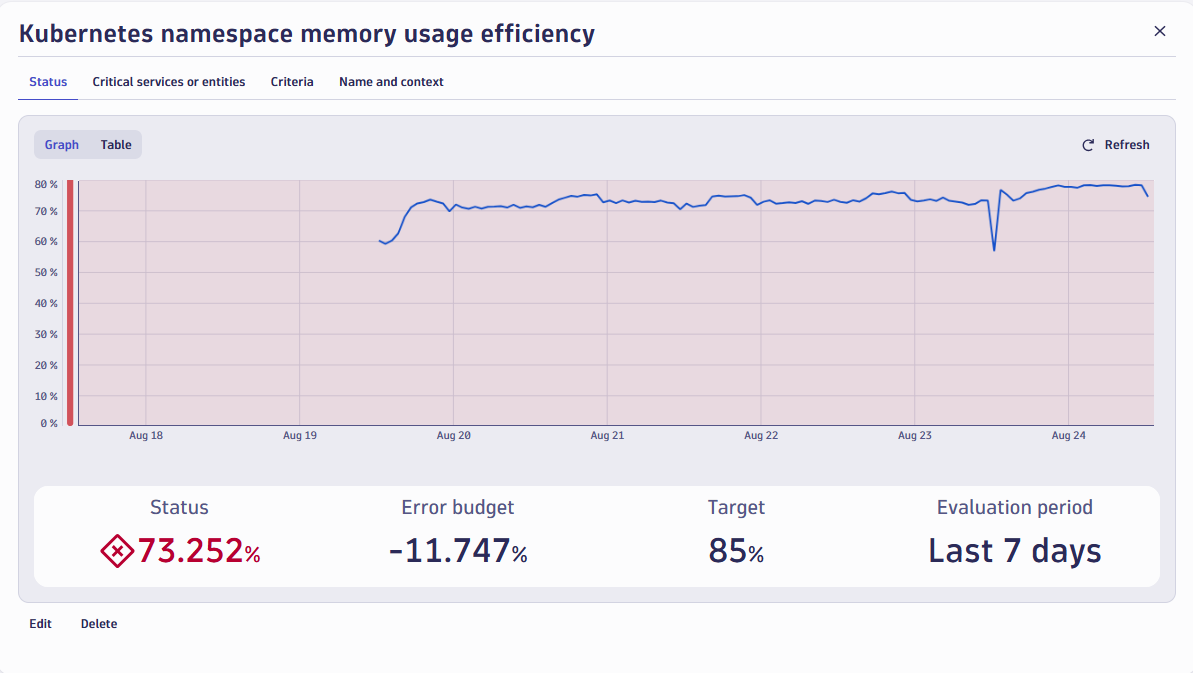 Kubernetes namespace memory usage efficiency
Status Critical services or entities Criteria Name and context
Graph Table Refresh
80 %
70 %
60 %
50 %
40 %
30 %
20 %
10 %
0 %
Aug 18 Aug 19 Aug 20 Aug 21 Aug 22 Aug 23 Aug 24
Status Error budget Target Evaluation period
73.252% -11.747% 85% Last 7 days
Edit Delete